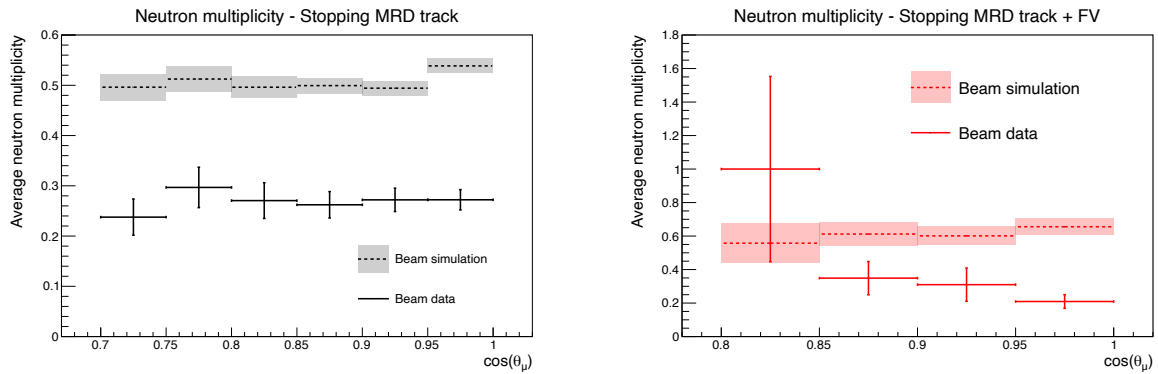 Neutron multiplicity - Stopping MRD track
Average neutron multiplicity
0.6
0.5
0.4
0.3
0.2
0.1
0
Beam simulation
Beam data
0.7 0.75 0.8 0.85 0.9 0.95 1
cos(θμ)
Neutron multiplicity - Stopping MRD track + FV
Average neutron multiplicity
1.8
1.6
1.4
1.2
1
0.8
0.6
0.4
0.2
0
Beam simulation
Beam data
0.8 0.85 0.9 0.95 1
cos(θμ)